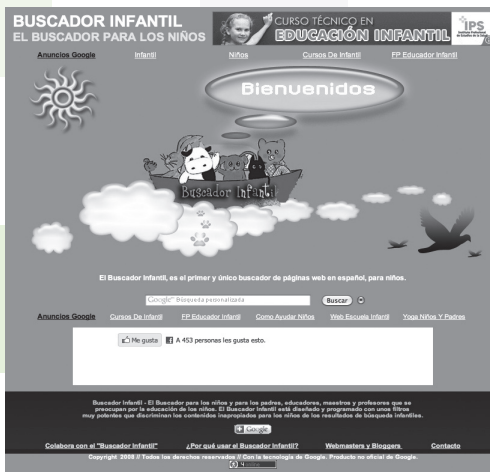 BUSCADOR INFANTIL
EL BUSCADOR PARA LOS NIÑOS
CURSO TÉCNICO EN
EDUCACIÓN INFANTIL
IPS
Anuncios Google Infantil Niños Cursos De Infantil FP Educador Infantil
Bienvenidos
Buscador Infantil
El Buscador Infantil, es el primer y único buscador de páginas web en español, para niños.
Google™ Búsqueda personalizada Buscar
Anuncios Google Cursos De Infantil FP Educador Infantil Como Ayudar Niños Web Escuela Infantil Yoga Niños Y Padres
Me gusta A 453 personas les gusta esto.
Buscador Infantil - El Buscador para los niños y para los padres, educadores, maestros y profesores que se
preocupan por la educación de los niños. El Buscador Infantil está diseñado y programado con unos filtros
muy potentes que discriminan los contenidos inapropiados para los niños de los resultados de búsqueda infantiles.
Google
Colabora con el "Buscador Infantil" ¿Por qué usar el Buscador Infantil? Webmasters y Bloggers Contacto
Copyright 2008 // Todos los derechos reservados // Con la tecnología de Google. Producto no oficial de Google.